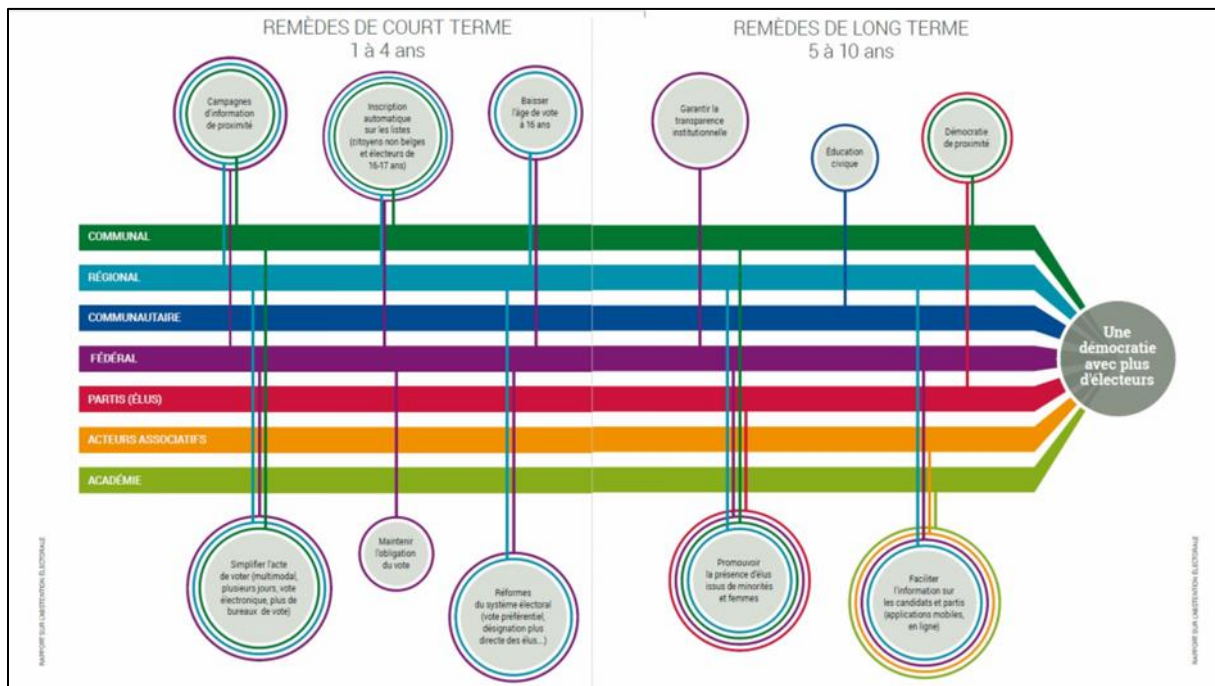 REMÈDES DE COURT TERME
1 à 4 ans
REMÈDES DE LONG TERME
5 à 10 ans
Campagnes
d'information
de proximité
Inscription
automatique
sur les listes
(citoyens non belges
et électeurs de
16-17 ans)
Baisser
l'âge de vote
à 16 ans
Garantir la
transparence
institutionnelle
Éducation
civique
Démocratie
de proximité
COMMUNAL
RÉGIONAL
COMMUNAUTAIRE
FÉDÉRAL
PARTIS (ÉLUS)
ACTEURS ASSOCIATIFS
ACADÉMIE
Une
démocratie
avec plus
d'électeurs
Simplifier l'acte
de voter (multimodal,
plusieurs jours, vote
électronique, plus de
bureaux de vote)
Maintenir
l'obligation
du vote
Réformes
du système électoral
(vote préférentiel,
désignation plus
directe des élus...)
Promouvoir
la présence d'élus
issus de minorités
et femmes
Faciliter
l'information sur
les candidats et partis
(applications mobiles,
en ligne)
RAPPORT SUR L'ABSTENTION ÉLECTORALE
RAPPORT SUR L'ABSTENTION ÉLECTORALE